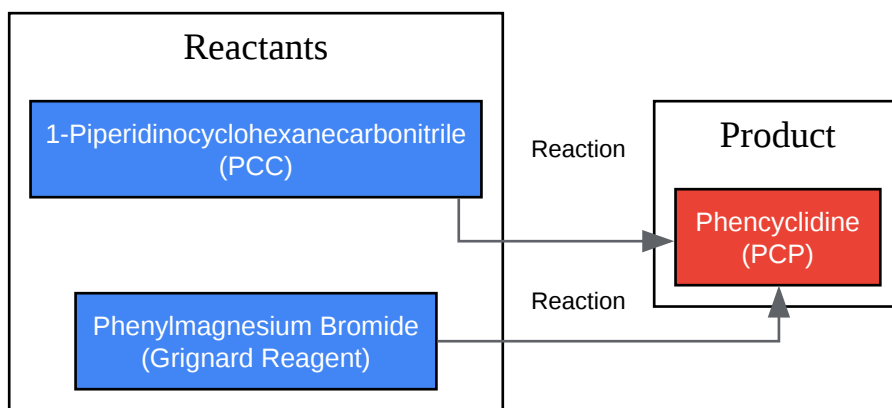 Reactants
1-Piperidinocyclohexanecarbonitrile
(PCC)
Reaction
Product
Phencyclidine
(PCP)
Reaction
Phenylmagnesium Bromide
(Grignard Reagent)